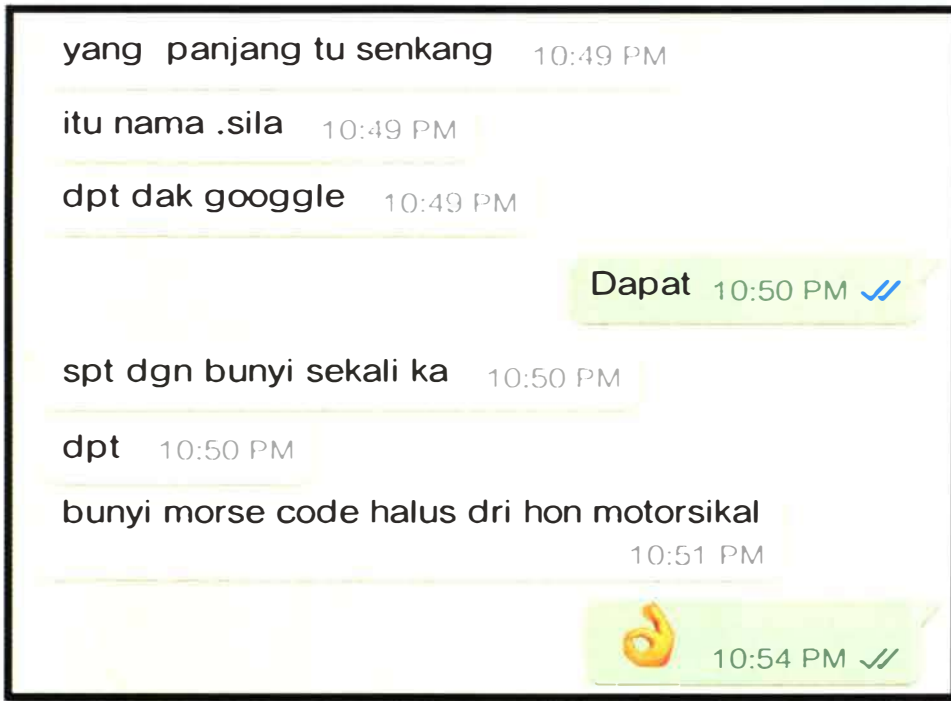 yang panjang tu senkang 10:49 PM
itu nama .sila 10:49 PM
dpt dak googgle 10:49 PM
Dapat 10:50 PM
spt dgn bunyi sekali ka 10:50 PM
dpt 10:50 PM
bunyi morse code halus dri hon motorsikal
10:51 PM
👌 10:54 PM